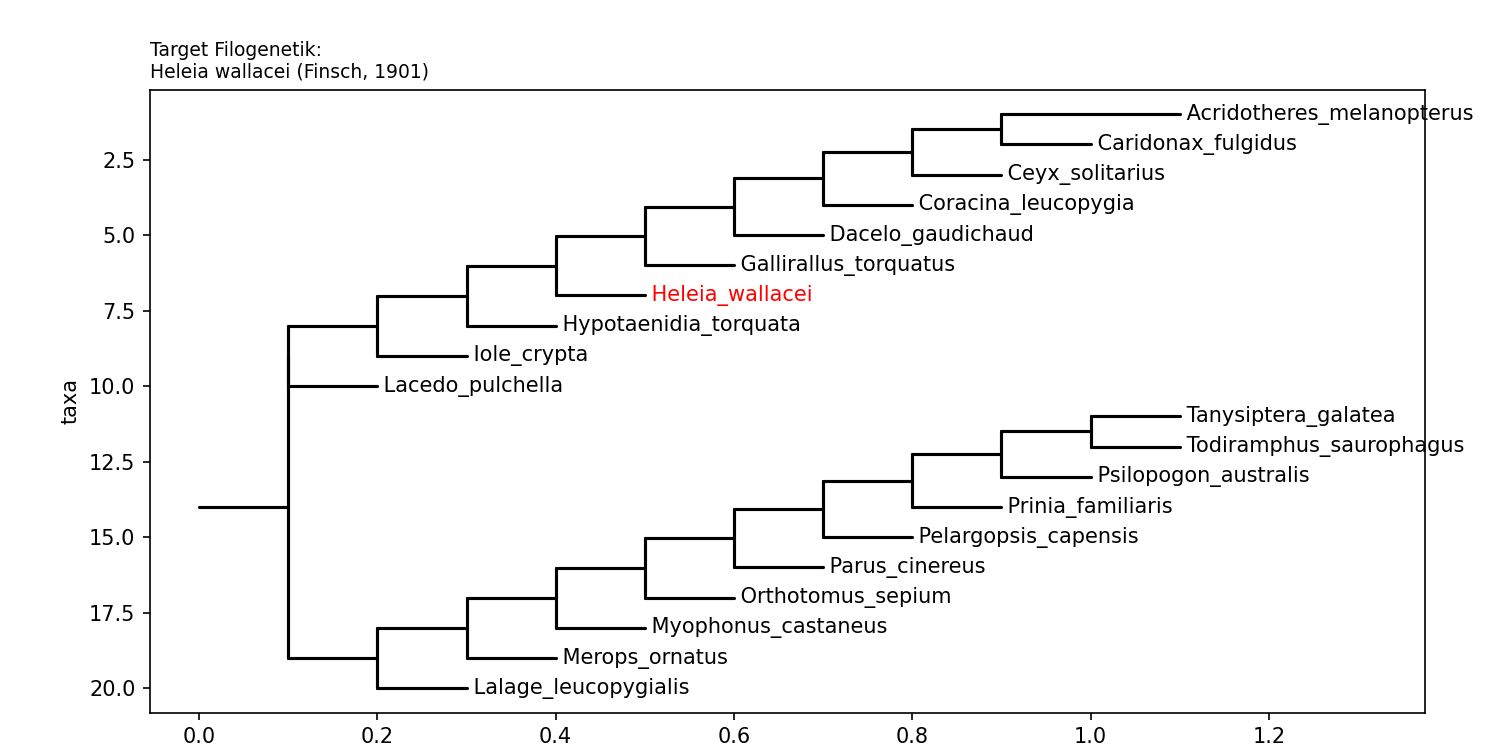 Target Filogenetik:
Heleia wallacei (Finsch, 1901)
Acridotheres_melanopterus
Caridonax_fulgidus
2.5
Ceyx_solitarius
Coracina_leucopygia
5.0
Dacelo_gaudichaud
Gallirallus_torquatus
Heleia_wallacei
7.5
Hypotaenidia_torquata
Iole_crypta
10.0
Lacedo_pulchella
taxa
Tanysiptera_galatea
Todiramphus_saurophagus
12.5
Psilopogon_australis
Prinia_familiaris
15.0
Pelargopsis_capensis
Parus_cinereus
Orthotomus_sepium
17.5
Myophonus_castaneus
Merops_ornatus
20.0
Lalage_leucopygialis
0.0 0.2 0.4 0.6 0.8 1.0 1.2